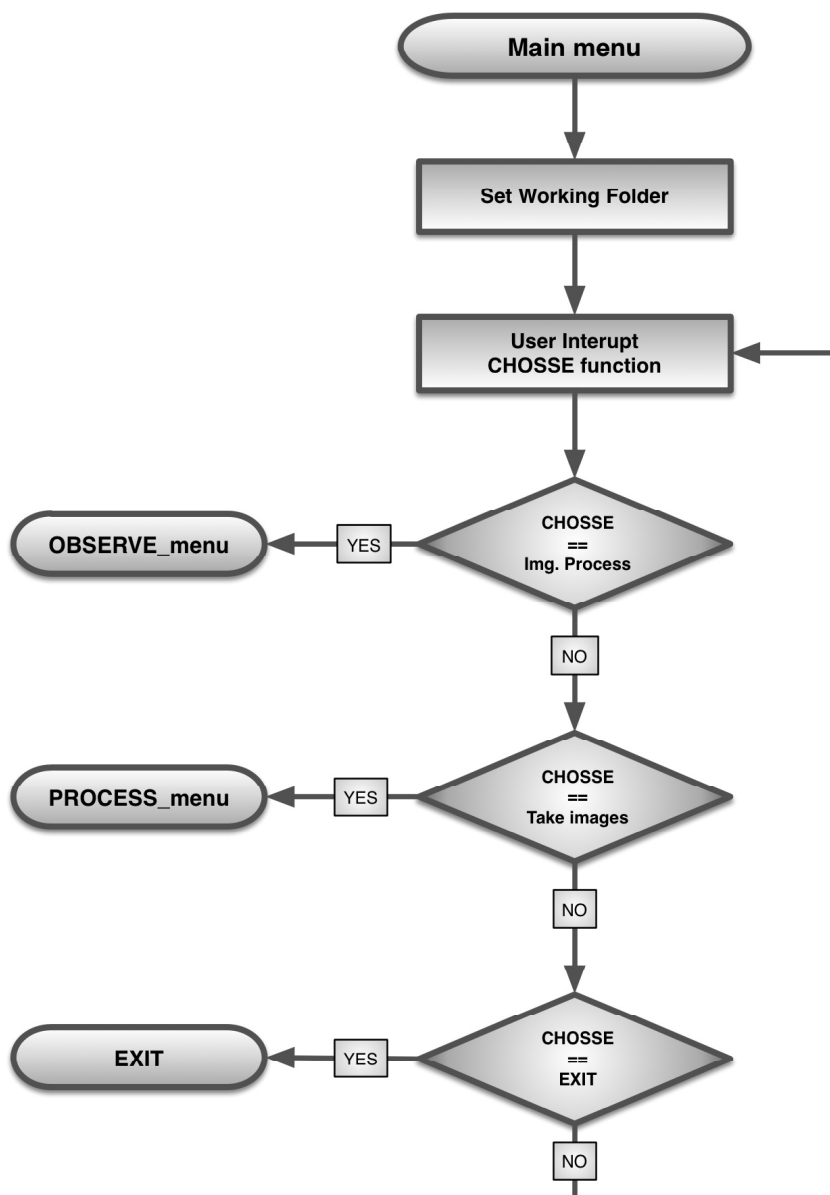 Main menu
Set Working Folder
User Interupt
CHOSSE function
CHOSSE
==
Img. Process
YES
OBSERVE_menu
NO
CHOSSE
==
Take images
YES
PROCESS_menu
NO
CHOSSE
==
EXIT
YES
EXIT
NO